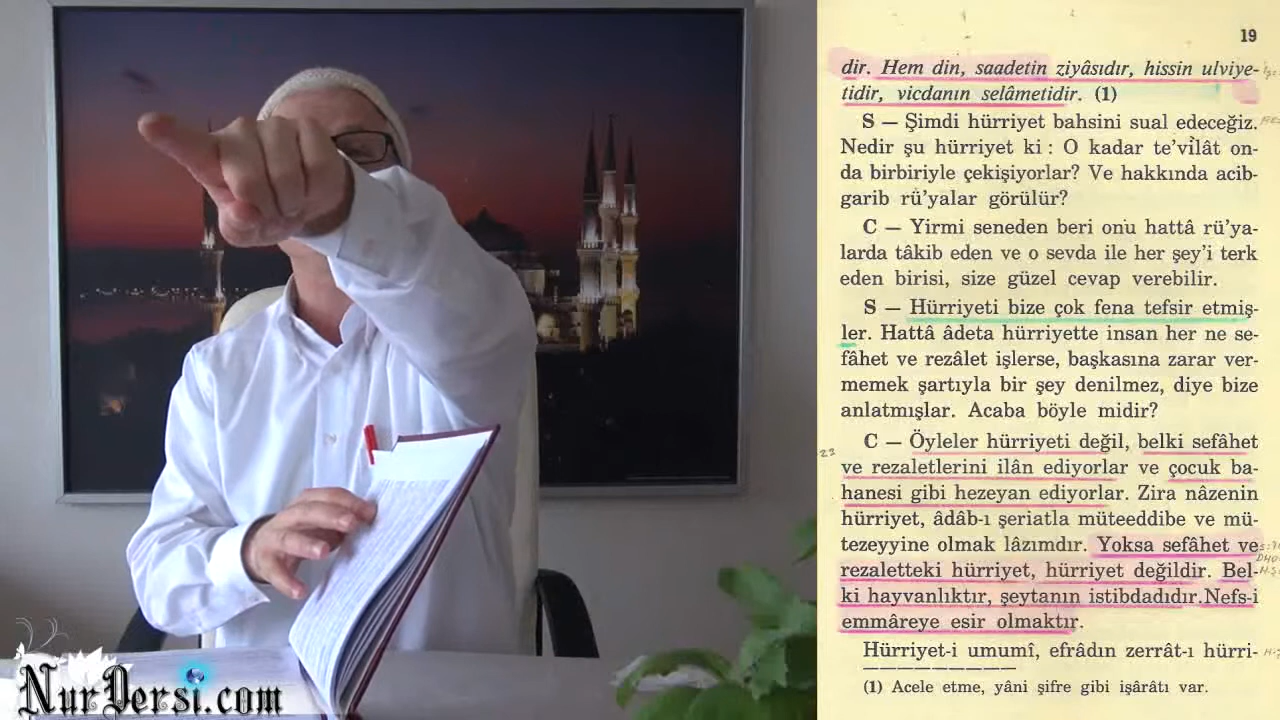 19
dir. Hem din, saadetin ziyâsıdır, hissin ulviye-
tidir, vicdanın selâmetidir. (1)
S — Şimdi hürriyet bahsini sual edeceğiz.
Nedir şu hürriyet ki : O kadar te'vilât on-
da birbiriyle çekişiyorlar? Ve hakkında acib-
garib rü'yalar görülür?
C — Yirmi seneden beri onu hattâ rü'ya-
larda tâkib eden ve o sevda ile her şey'i terk
eden birisi, size güzel cevap verebilir.
S — Hürriyeti bize çok fena tefsir etmiş-
ler. Hattâ âdeta hürriyette insan her ne se-
fâhet ve rezâlet işlerse, başkasına zarar ver-
memek şartıyla bir şey denilmez, diye bize
anlatmışlar. Acaba böyle midir?
C — Öyleler hürriyeti değil, belki sefâhet
ve rezaletlerini ilân ediyorlar ve çocuk ba-
hanesi gibi hezeyan ediyorlar. Zira nâzenin
hürriyet, âdâb-ı şeriatla müteeddibe ve mü-
tezeyyine olmak lâzımdır. Yoksa sefâhet ve
rezaletteki hürriyet, hürriyet değildir. Bel-
ki hayvanlıktır, şeytanın istibdadıdır.Nefs-i
emmâreye esir olmaktır.
Hürriyet-i umumî, efrâdın zerrât-ı hürri-
(1) Acele etme, yâni şifre gibi işârâtı var.
23
NurDersi.com